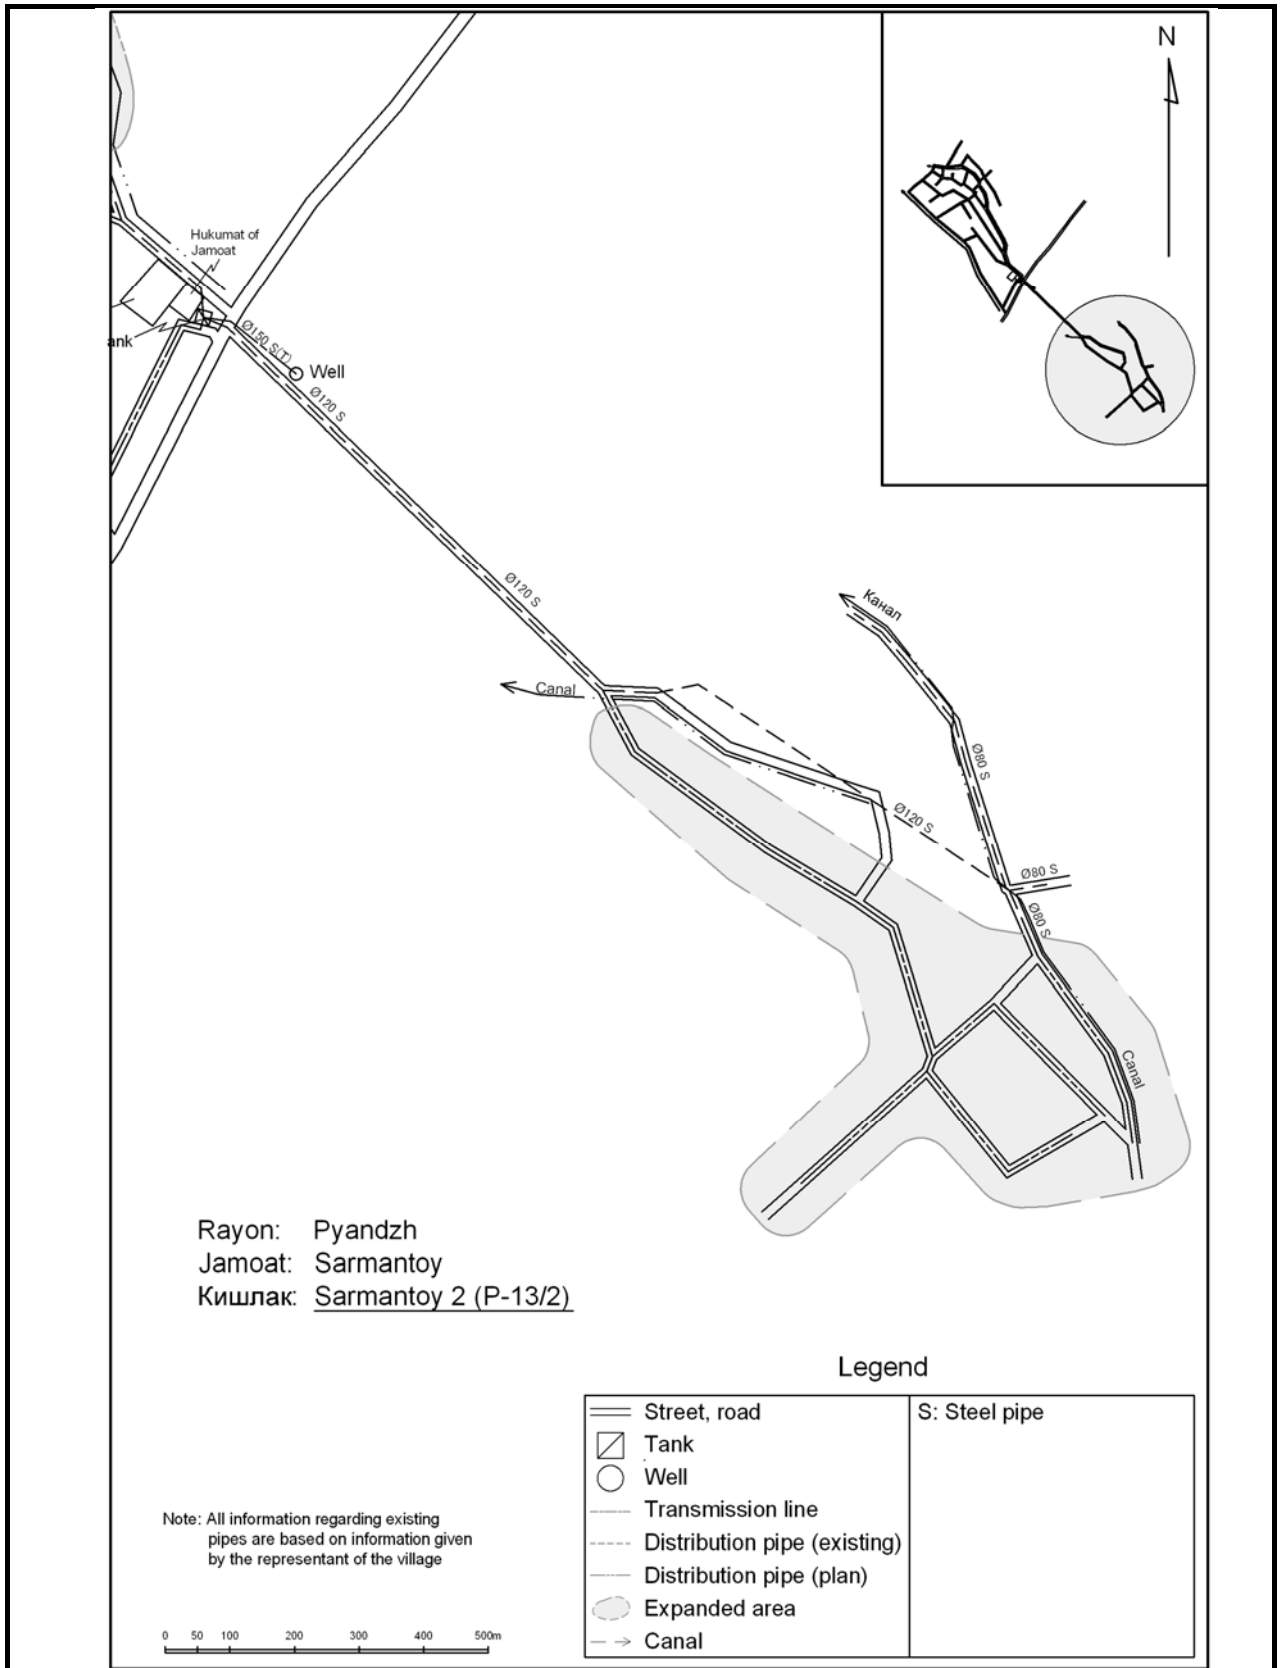 N
Hukumat of
Jamoat
ank
Ø150 S(T)
Well
Ø120 S
Ø120 S
Канал
Canal
Ø80 S
Ø120 S
Ø80 S
Ø80 S
Canal
Rayon: Pyandzh
Jamoat: Sarmantoy
Кишлак: Sarmantoy 2 (P-13/2)
Legend
Street, road
S: Steel pipe
Tank
Well
Transmission line
Distribution pipe (existing)
Distribution pipe (plan)
Expanded area
Canal
Note: All information regarding existing
pipes are based on information given
by the representant of the village
0 50 100 200 300 400 500m